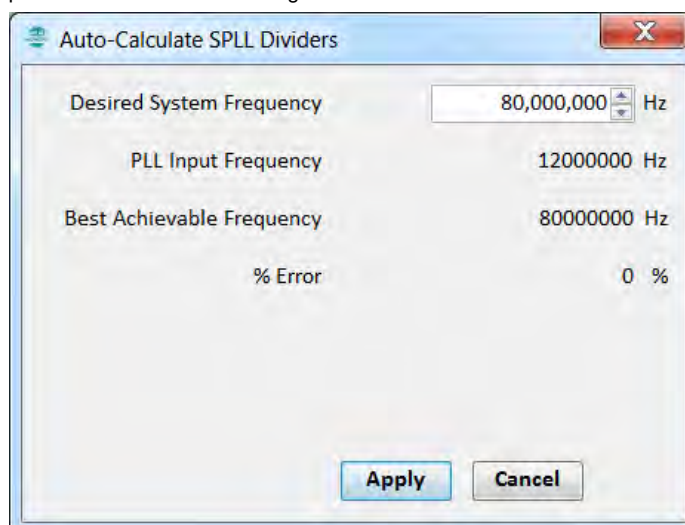 Auto-Calculate SPLL Dividers
Desired System Frequency 80,000,000 Hz
PLL Input Frequency 12000000 Hz
Best Achievable Frequency 80000000 Hz
% Error 0 %
Apply Cancel